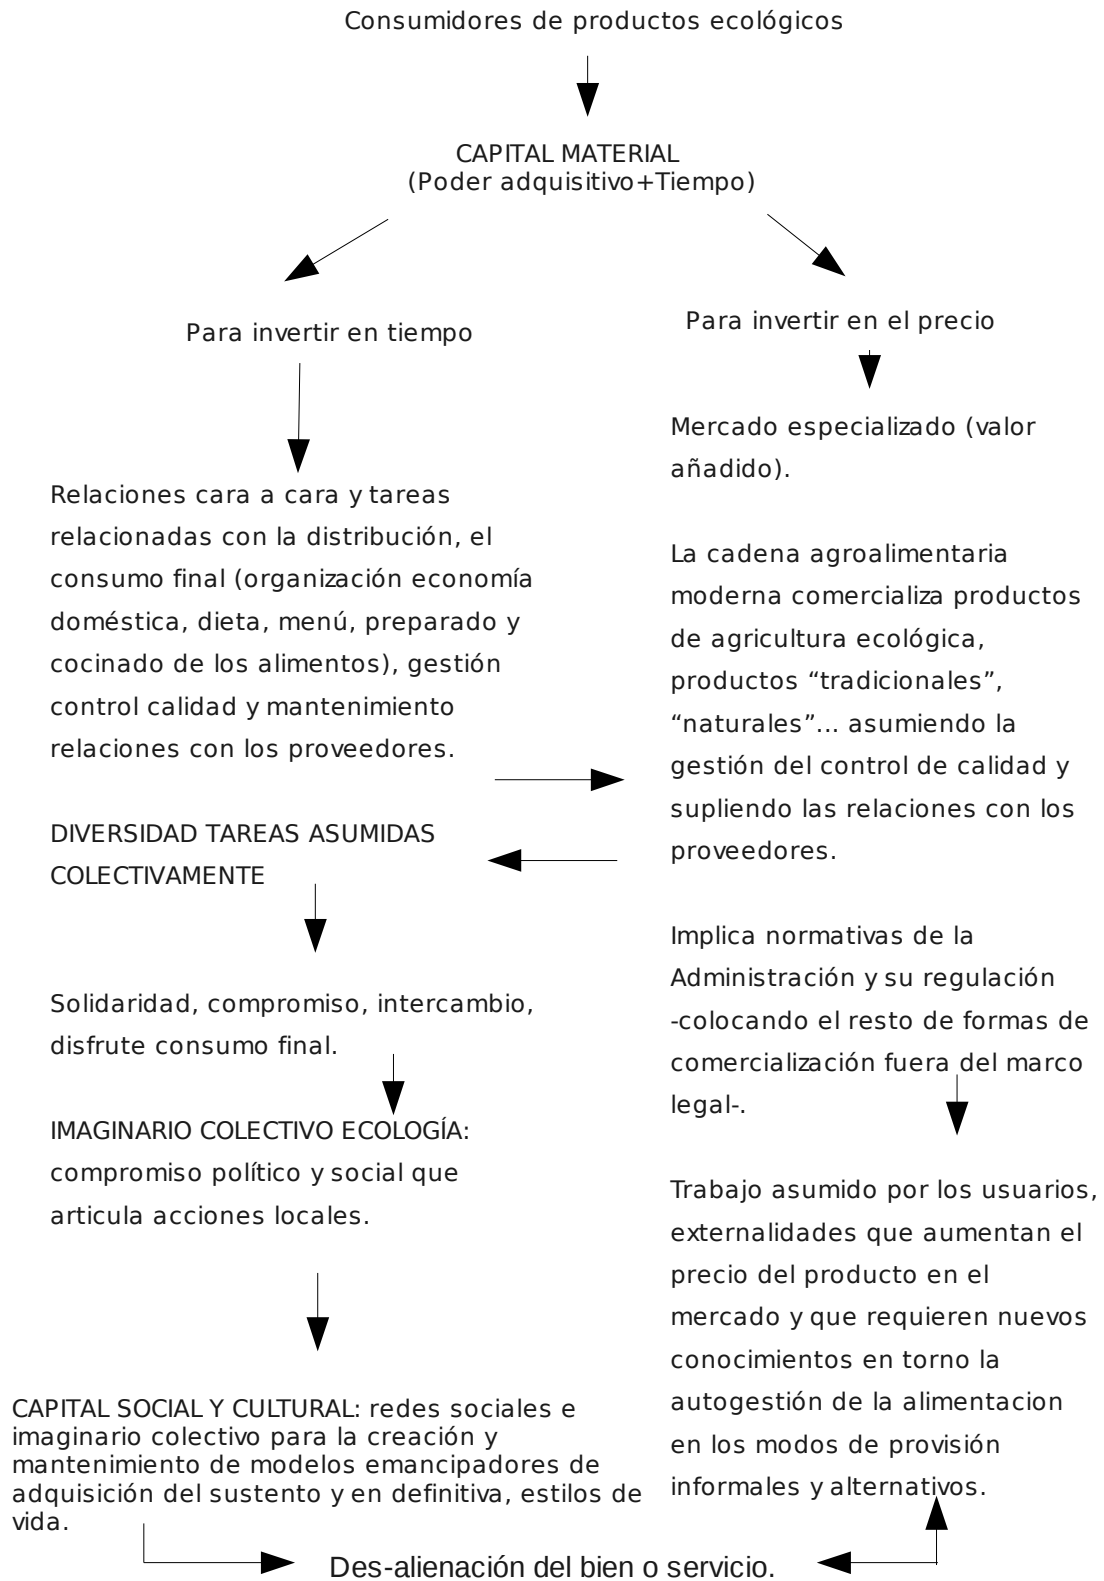 Consumidores de productos ecológicos
CAPITAL MATERIAL
(Poder adquisitivo+Tiempo)
Para invertir en tiempo
Relaciones cara a cara y tareas
relacionadas con la distribución, el
consumo final (organización economía
doméstica, dieta, menú, preparado y
cocinado de los alimentos), gestión
control calidad y mantenimiento
relaciones con los proveedores.
DIVERSIDAD TAREAS ASUMIDAS
COLECTIVAMENTE
Solidaridad, compromiso, intercambio,
disfrute consumo final.
IMAGINARIO COLECTIVO ECOLOGÍA:
compromiso político y social que
articula acciones locales.
CAPITAL SOCIAL Y CULTURAL: redes sociales e
imaginario colectivo para la creación y
mantenimiento de modelos emancipadores de
adquisición del sustento y en definitiva, estilos de
vida.
Para invertir en el precio
Mercado especializado (valor
añadido).
La cadena agroalimentaria
moderna comercializa productos
de agricultura ecológica,
productos “tradicionales”,
“naturales”... asumiendo la
gestión del control de calidad y
supliendo las relaciones con los
proveedores.
Implica normativas de la
Administración y su regulación
-colocando el resto de formas de
comercialización fuera del marco
legal-.
Trabajo asumido por los usuarios,
externalidades que aumentan el
precio del producto en el
mercado y que requieren nuevos
conocimientos en torno la
autogestión de la alimentacion
en los modos de provisión
informales y alternativos.
Des-alienación del bien o servicio.